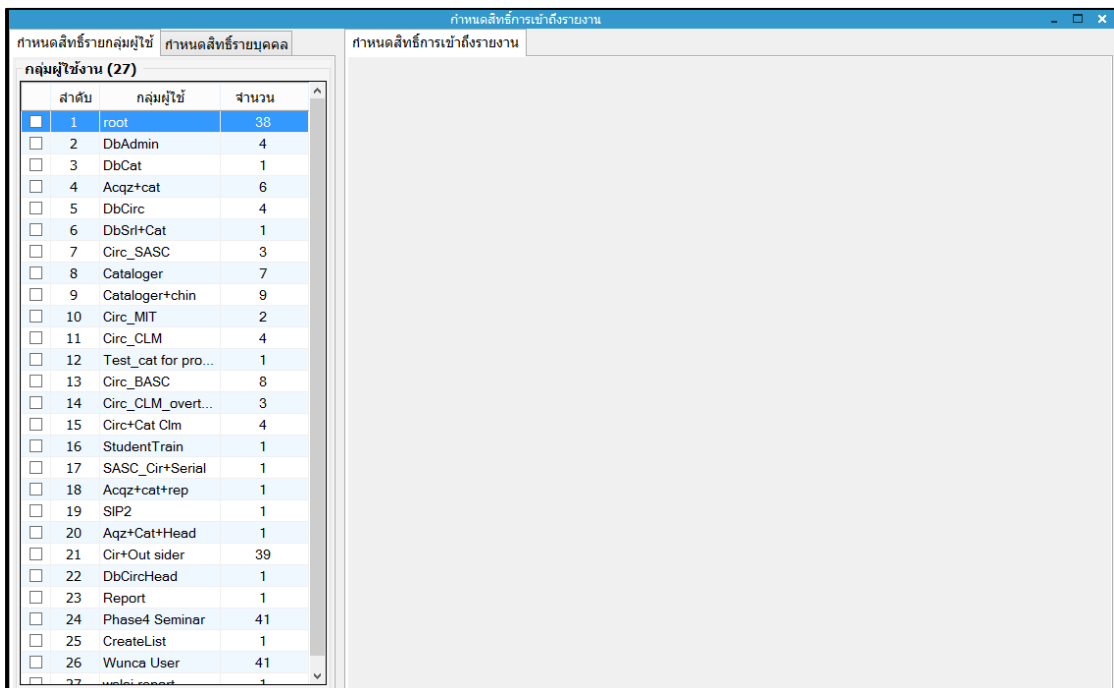 กำหนดสิทธิ์การเข้าถึงรายงาน
กำหนดสิทธิ์รายกลุ่มผู้ใช้ กำหนดสิทธิ์รายบุคคล กำหนดสิทธิ์การเข้าถึงรายงาน
กลุ่มผู้ใช้งาน (27)
ลำดับ กลุ่มผู้ใช้ จำนวน
1 root 38
2 DbAdmin 4
3 DbCat 1
4 Acqz+cat 6
5 DbCirc 4
6 DbSrl+Cat 1
7 Circ_SASC 3
8 Cataloger 7
9 Cataloger+chin 9
10 Circ_MIT 2
11 Circ_CLM 4
12 Test_cat for pro... 1
13 Circ_BASC 8
14 Circ_CLM_overt... 3
15 Circ+Cat Clm 4
16 StudentTrain 1
17 SASC_Cir+Serial 1
18 Acqz+cat+rep 1
19 SIP2 1
20 Aqz+Cat+Head 1
21 Cir+Out sider 39
22 DbCircHead 1
23 Report 1
24 Phase4 Seminar 41
25 CreateList 1
26 Wunca User 41
27 walai report 1